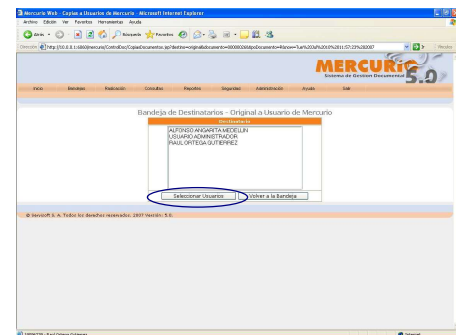 Mercurio Web - Copias a Usuarios de Mercurio - Microsoft Internet Explorer
Archivo Edición Ver Favoritos Herramientas Ayuda
Atrás Búsqueda Favoritos
Dirección
MERCURIO
Sistema de Gestión Documental
5.0
Inicio Bandejas Radicación Consultas Reportes Seguridad Administración Ayuda Salir
Bandeja de Destinatarios - Original a Usuario de Mercurio
Destinatario
ALFONSO ANGARITA MEDELLIN
USUARIO ADMINISTRADOR
RAUL ORTEGA GUTIERREZ
Seleccionar Usuarios Volver a la Bandeja
© Servisoft S. A. Todos los derechos reservados. 2007 Versión: 5.0.
Internet